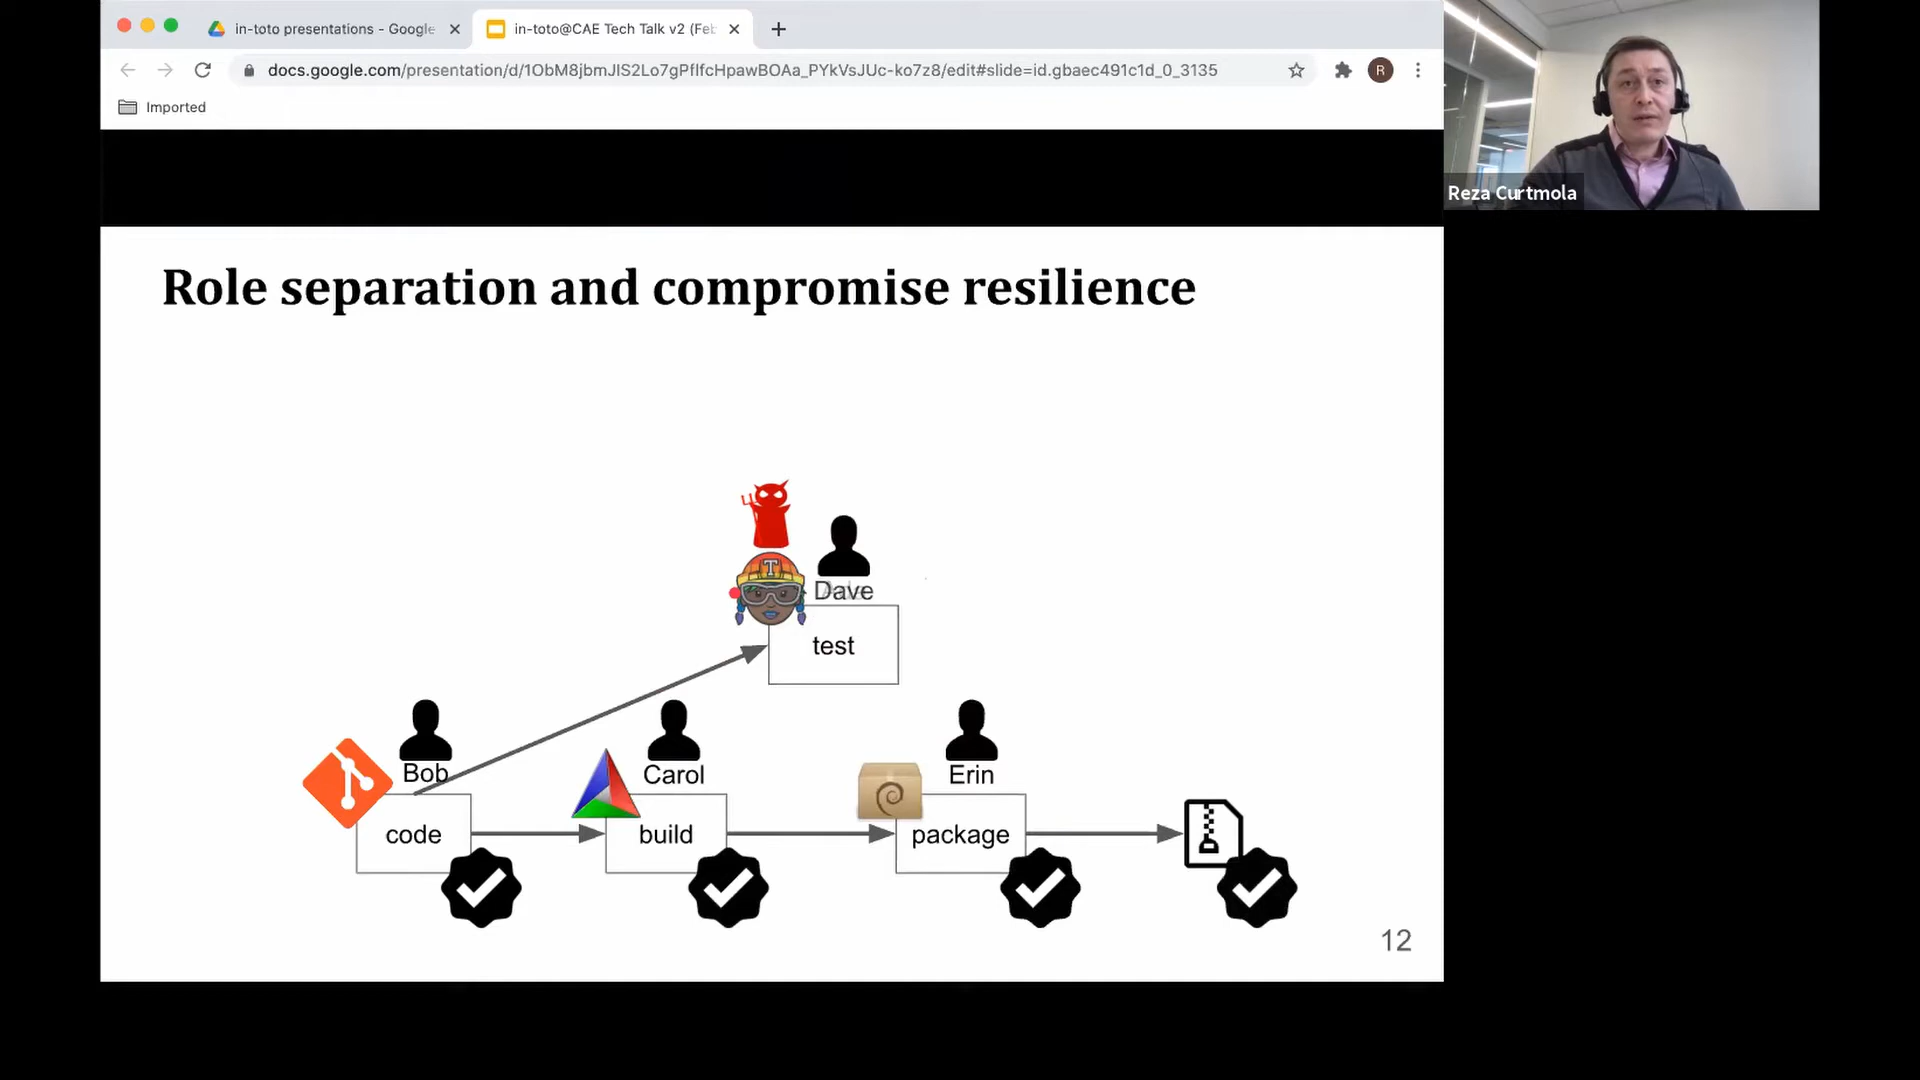 in-toto presentations - Google
in-toto@CAE Tech Talk v2 (Feb
docs.google.com/presentation/d/1ObM8jbmJIS2Lo7gPfIfcHpawBOAa_PYkVsJUc-ko7z8/edit#slide=id.gbaec491c1d_0_3135
R
Imported
Reza Curtmola
Role separation and compromise resilience
T
Dave
test
Bob
Carol
Erin
code
build
package
12